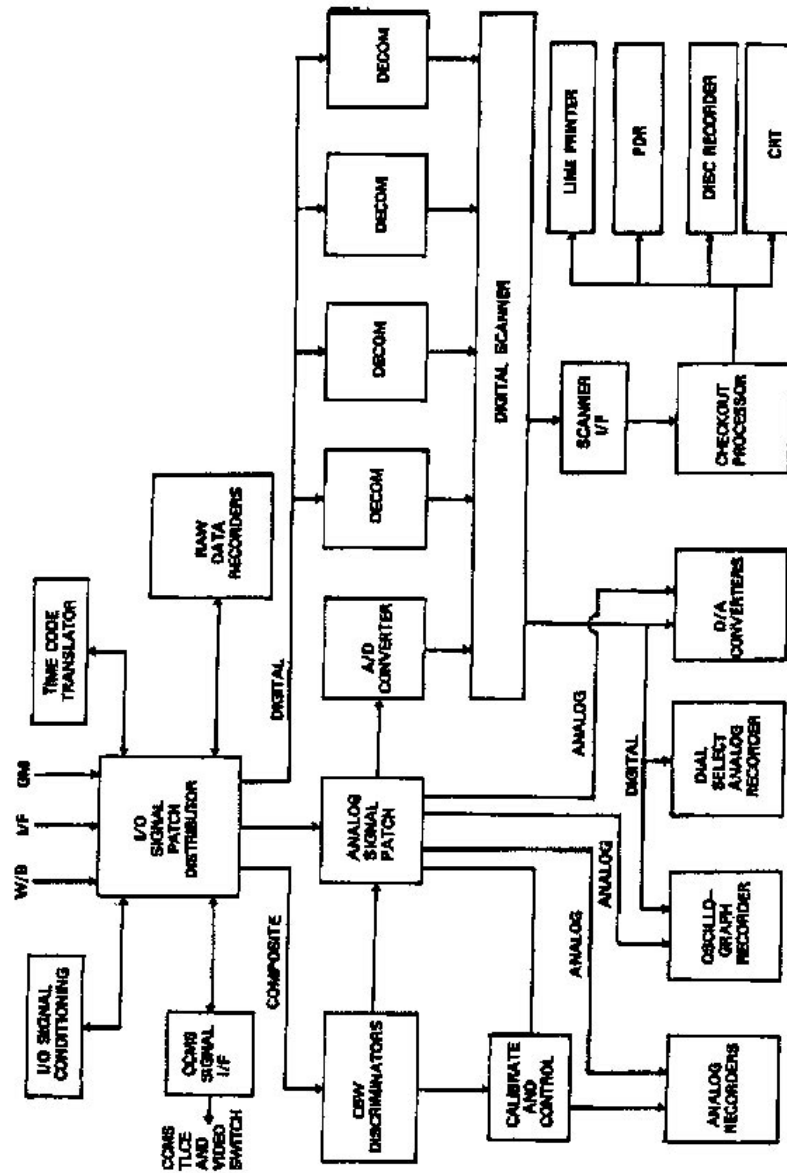 W/B
I/F
GMI
I/O SIGNAL
CONDITIONING
TIME CODE
TRANSLATOR
I/O
SIGNAL
PATCH
DISTRIBUTOR
CCMS
SIGNAL
I/F
CCMS
TLCE
AND
VIDEO
SWITCH
RAW
DATA
RECORDERS
COMPOSITE
DIGITAL
CBW
DISCRIMINATORS
ANALOG
SIGNAL
PATCH
A/D
CONVERTER
DECOM
DECOM
DECOM
DECOM
DIGITAL SCANNER
CALIBRATE
AND
CONTROL
ANALOG
ANALOG
ANALOG
DIGITAL
SCANNER
I/F
ANALOG RECORDERS
OSCILLO-
GRAPH
RECORDER
DIAL
SELECT
ANALOG
RECORDER
D/A
CONVERTERS
CHECKOUT
PROCESSOR
LINE PRINTER
PDR
DISC RECORDER
CRT